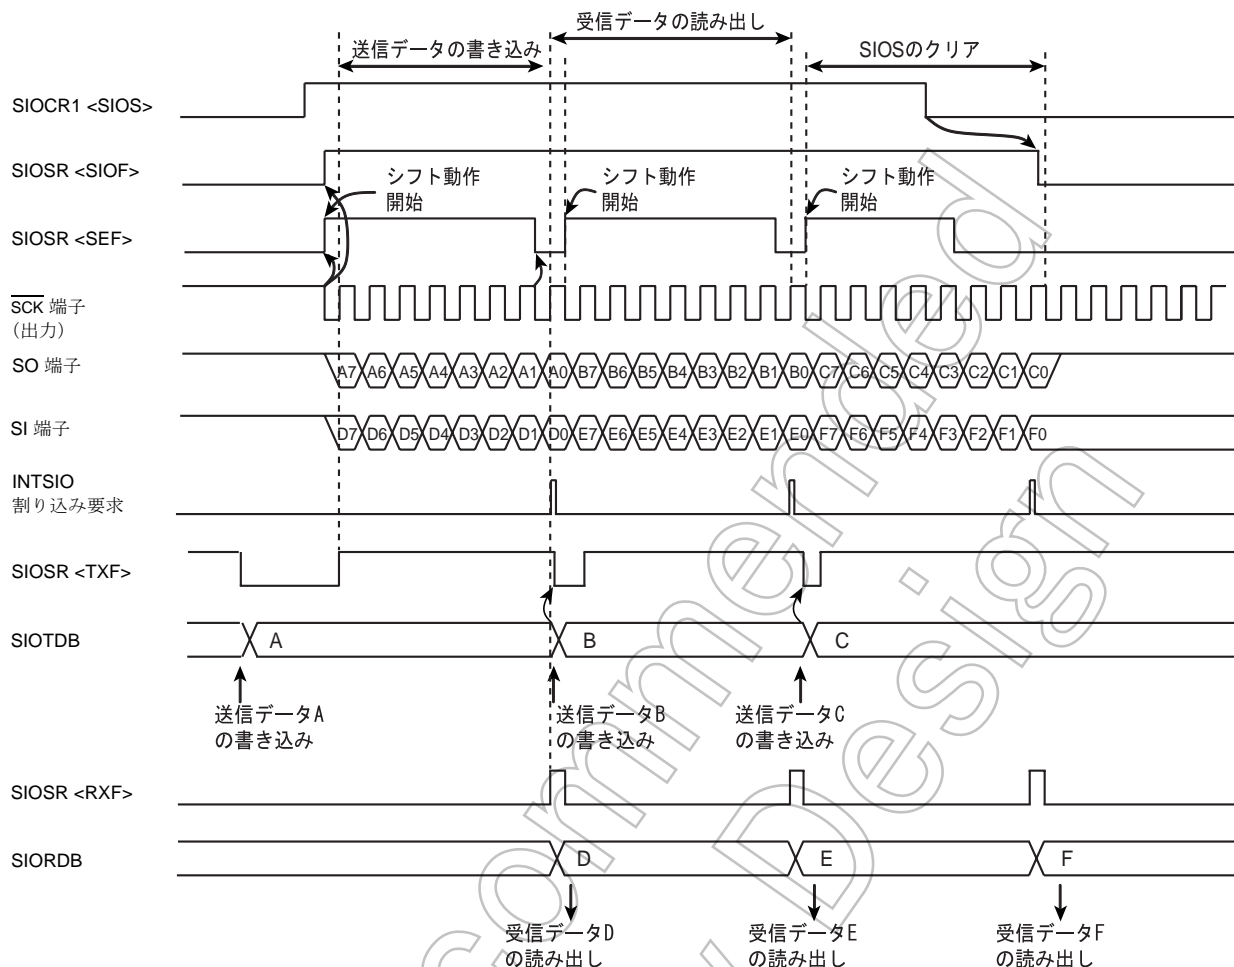 受信データの読み出し
送信データの書き込み
SIOSのクリア
SIOCR1 <SIOS>
SIOSR <SIOF>
シフト動作
開始
シフト動作
開始
シフト動作
開始
SIOSR <SEF>
SCK 端子
(出力)
SO 端子
A7 A6 A5 A4 A3 A2 A1 A0 B7 B6 B5 B4 B3 B2 B1 B0 C7 C6 C5 C4 C3 C2 C1 C0
SI 端子
D7 D6 D5 D4 D3 D2 D1 D0 E7 E6 E5 E4 E3 E2 E1 E0 F7 F6 F5 F4 F3 F2 F1 F0
INTSIO
割り込み要求
SIOSR <TXF>
SIOTDB
A
B
C
送信データA
の書き込み
送信データB
の書き込み
送信データC
の書き込み
SIOSR <RXF>
SIORDB
D
E
F
受信データD
の読み出し
受信データE
の読み出し
受信データF
の読み出し
ommended
Design